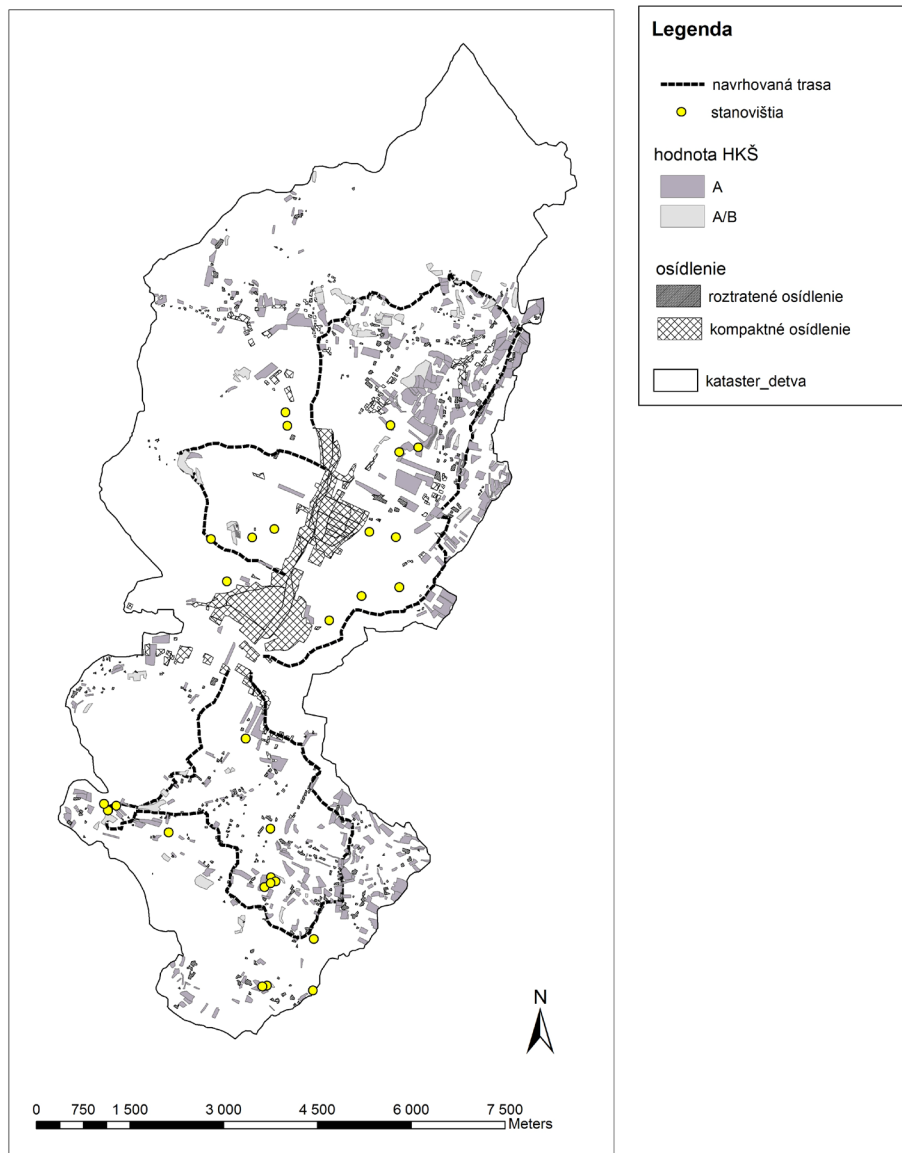 Legenda
navrhovaná trasa
stanovištia
hodnota HKŠ
A
A/B
osídlenie
roztratené osídlenie
kompaktné osídlenie
kataster_detva
N
0 750 1 500 3 000 4 500 6 000 7 500
Meters